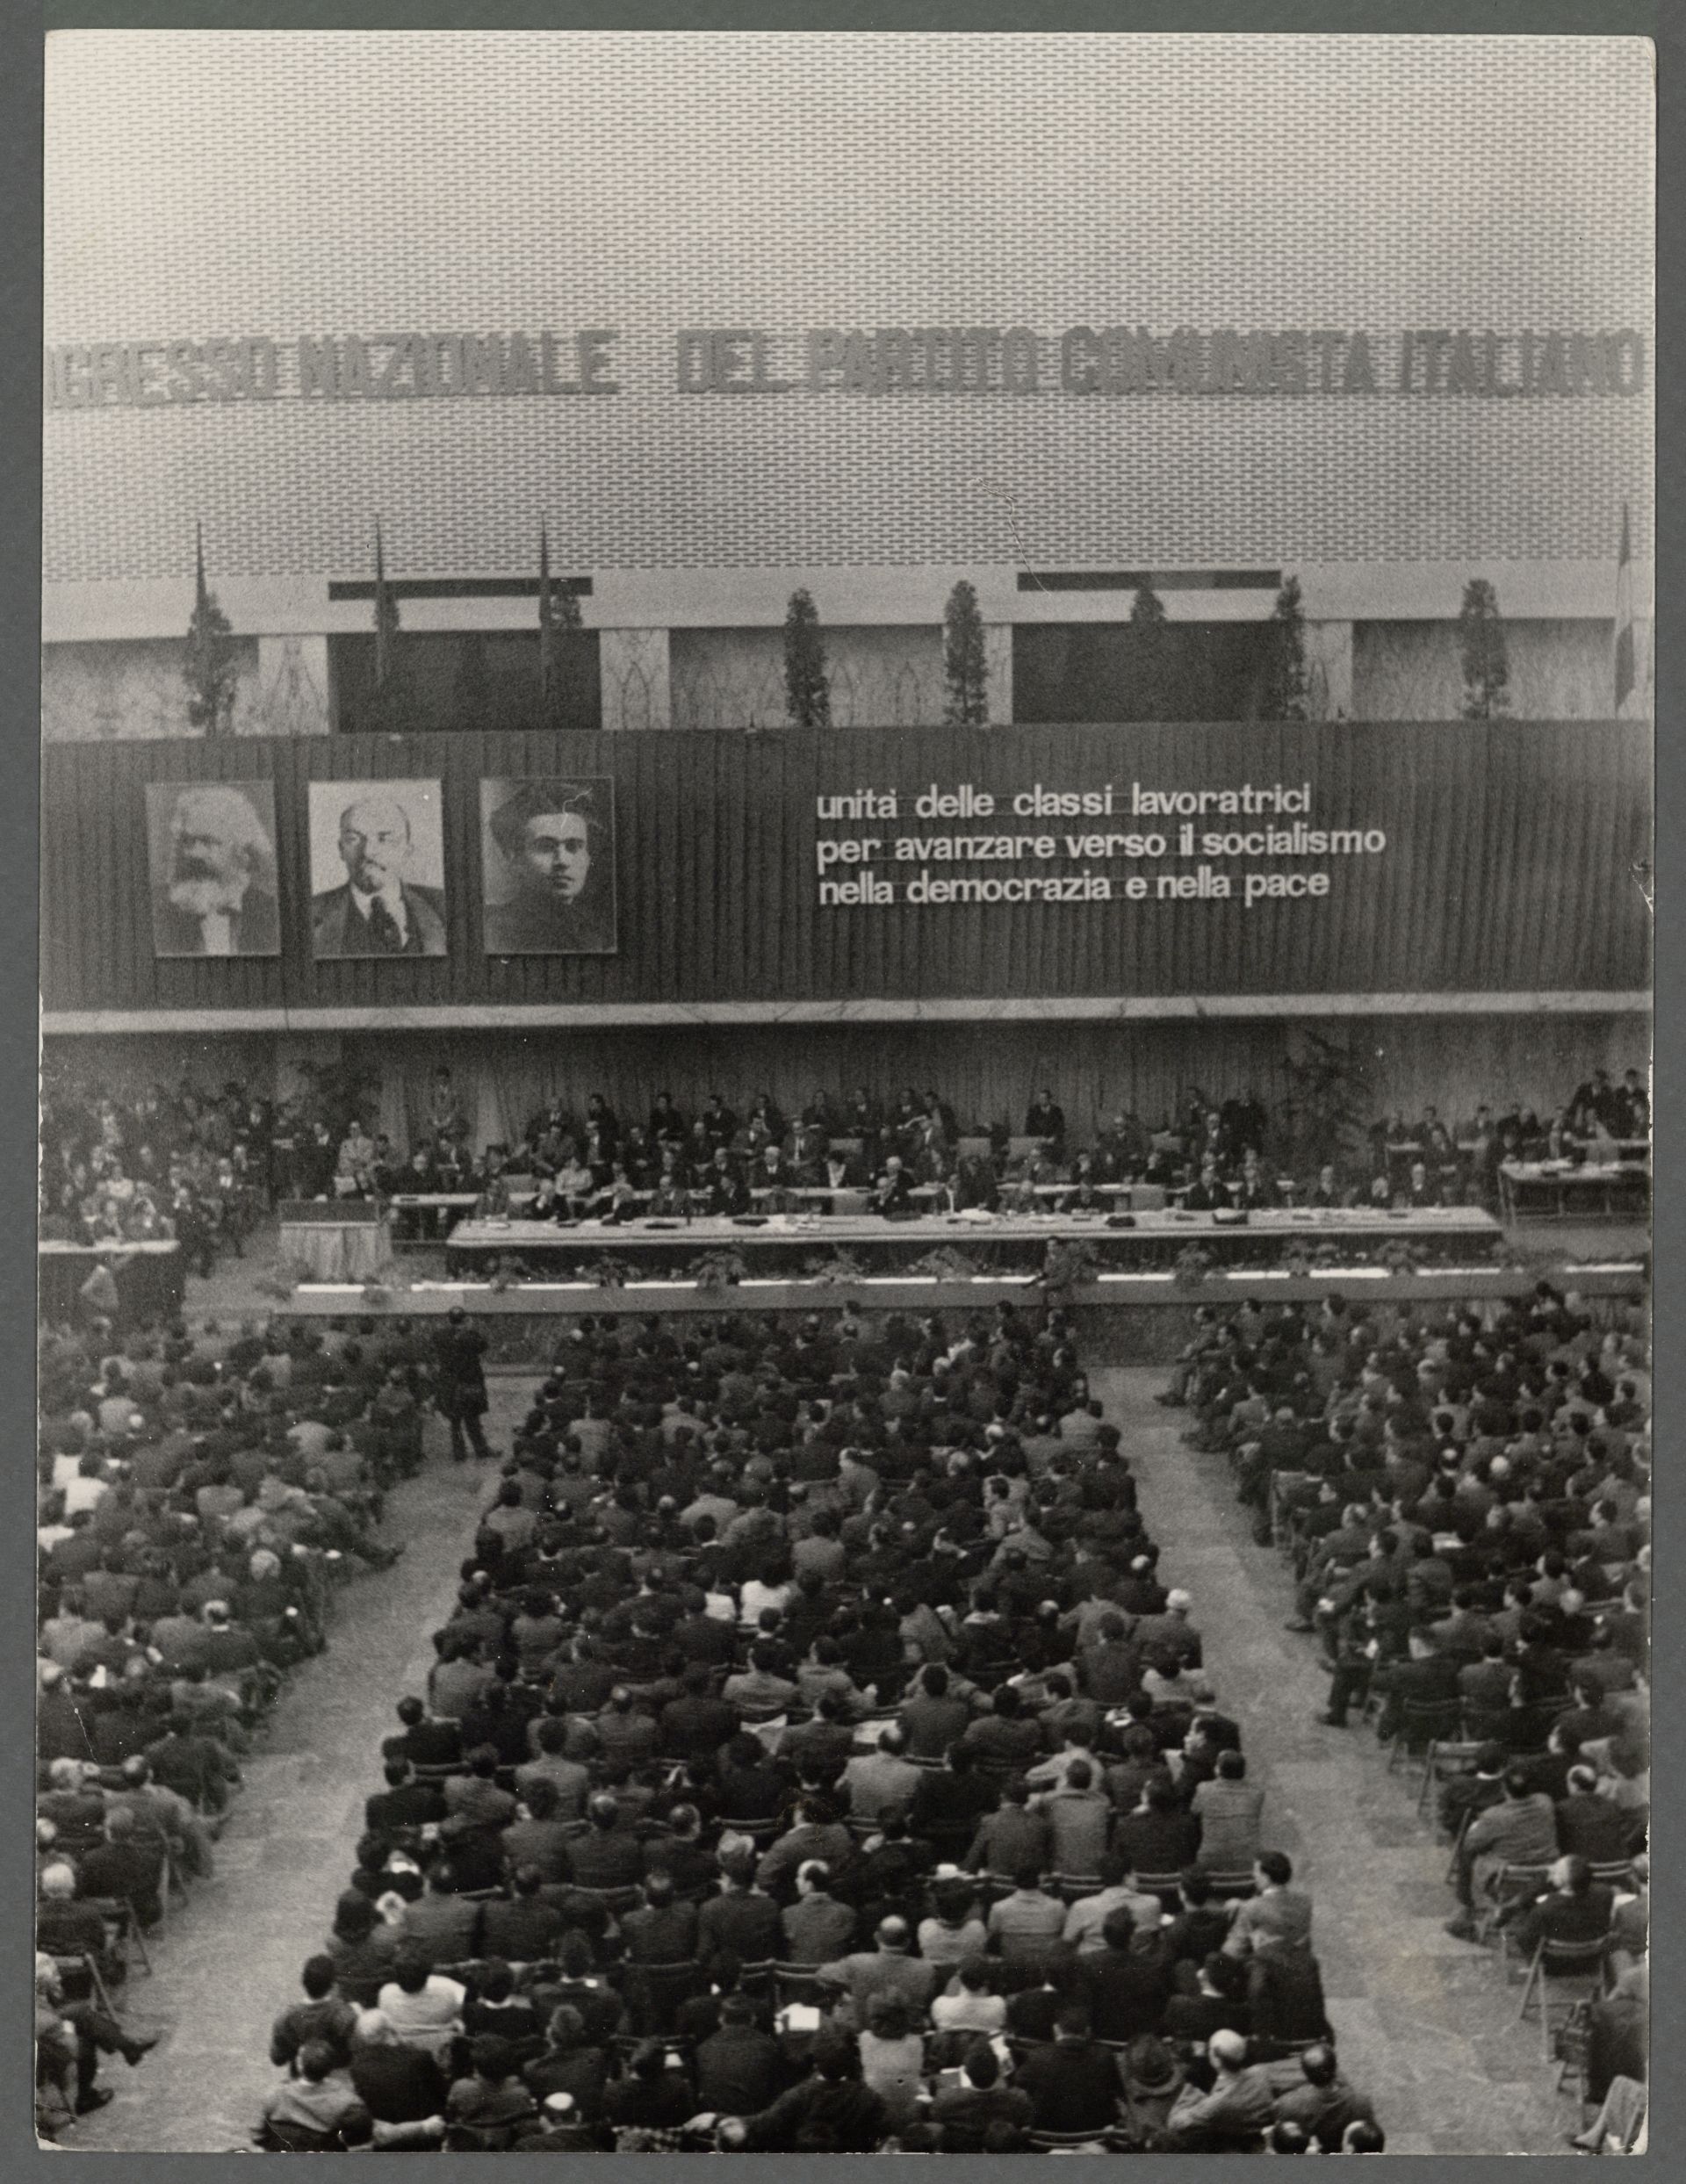 NGRESSO NAZIONALE DEL PARTITO COMUNISTA ITALIANO
unità delle classi lavoratrici
per avanzare verso il socialismo
nella democrazia e nella pace